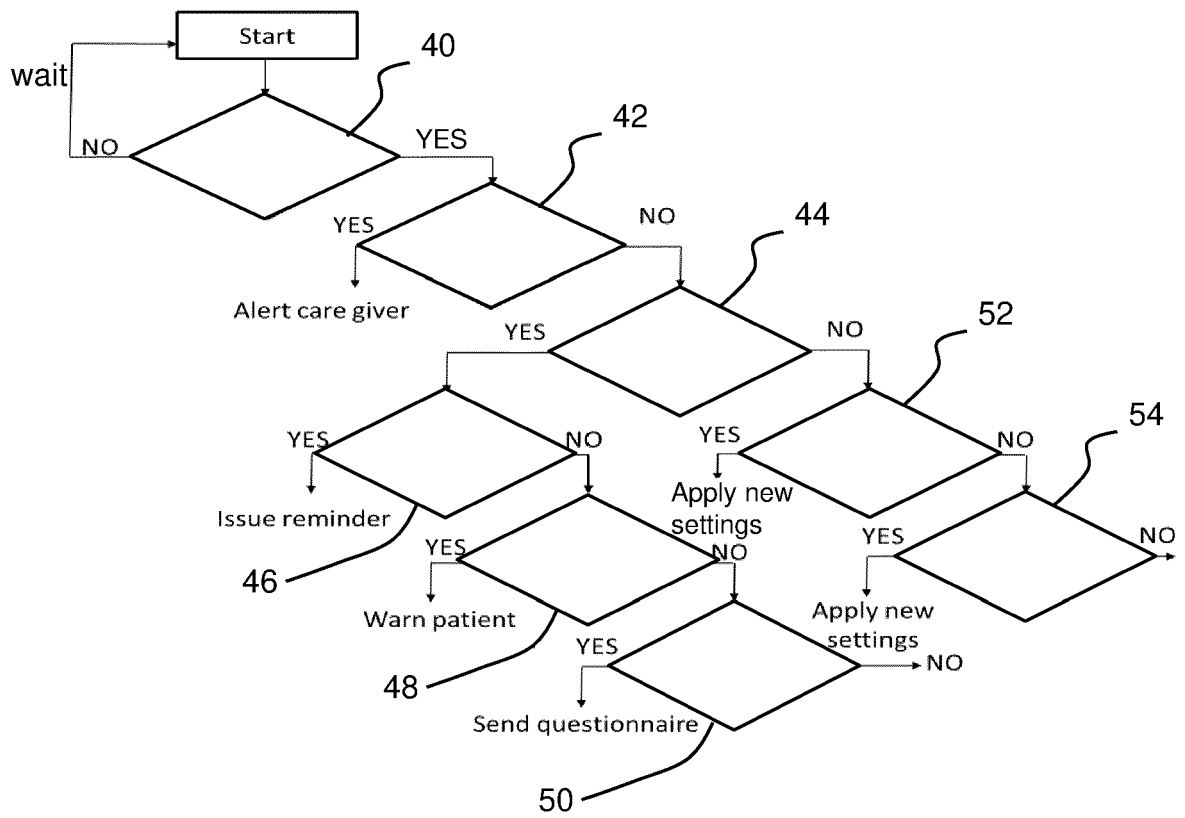 Start
40
wait
NO
YES
42
YES
NO
44
Alert care giver
YES
NO
52
YES
NO
YES
NO
54
Issue reminder
Apply new
settings
46
YES
NO
YES
NO
Warn patient
Apply new
settings
48
YES
NO
Send questionnaire
50